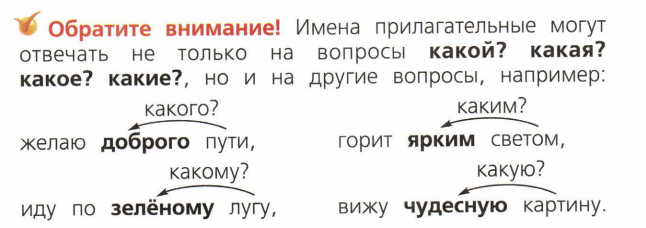 Обратите внимание! Имена прилагательные могут
отвечать не только на вопросы какой? какая?
какое? какие?, но и на другие вопросы, например:
какого? каким?
желаю доброго пути, горит ярким светом,
какому? какую?
иду по зелёному лугу, вижу чудесную картину.